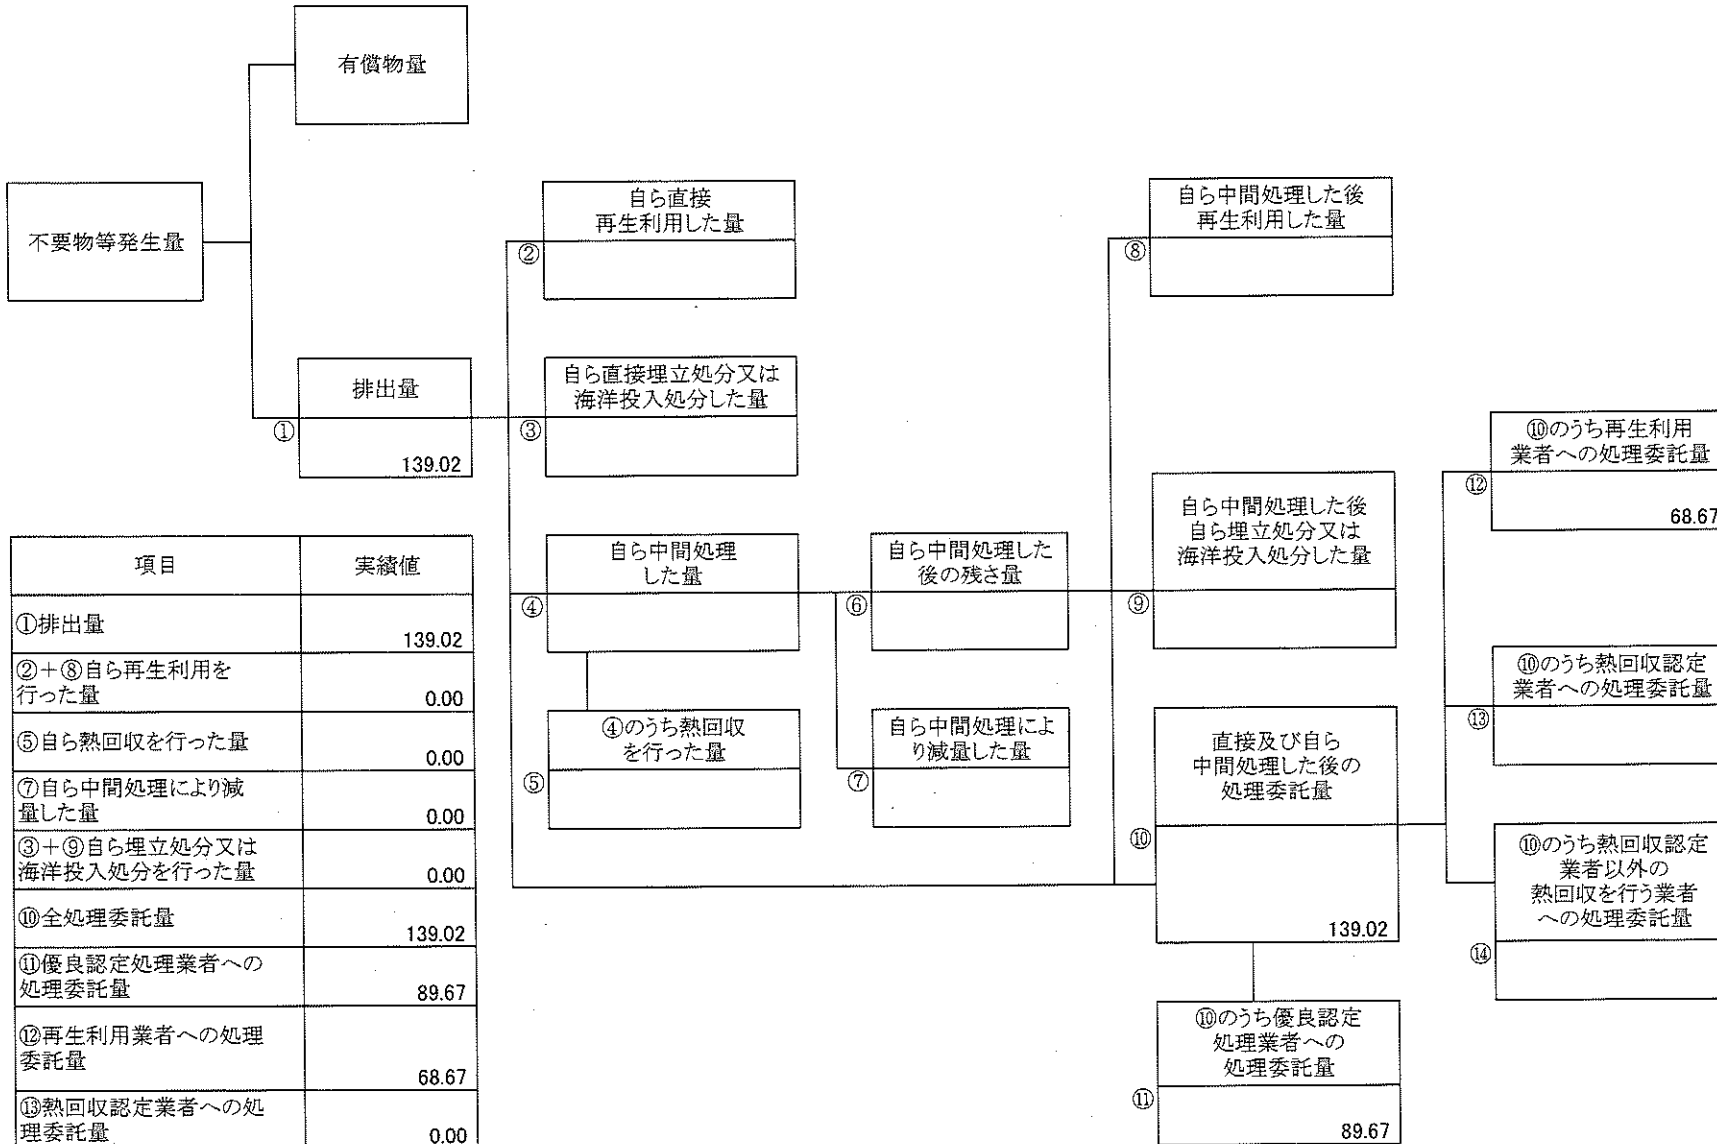 有償物量
不要物等発生量
排出量
①
139.02
自ら直接
再生利用した量
②
自ら直接埋立処分又は
海洋投入処分した量
③
自ら中間処理
した量
④
④のうち熱回収
を行った量
⑤
自ら中間処理した
後の残さ量
⑥
自ら中間処理によ
り減量した量
⑦
自ら中間処理した後
再生利用した量
⑧
自ら中間処理した後
自ら埋立処分又は
海洋投入処分した量
⑨
直接及び自ら
中間処理した後の
処理委託量
⑩
139.02
⑩のうち優良認定
処理業者への
処理委託量
⑪
89.67
⑩のうち再生利用
業者への処理委託量
⑫
68.67
⑩のうち熱回収認定
業者への処理委託量
⑬
⑩のうち熱回収認定
業者以外の
熱回収を行う業者
への処理委託量
⑭
項目 実績値
①排出量
139.02
②+⑧自ら再生利用を
行った量 0.00
⑤自ら熱回収を行った量
0.00
⑦自ら中間処理により減
量した量 0.00
③+⑨自ら埋立処分又は
海洋投入処分を行った量 0.00
⑩全処理委託量
139.02
⑪優良認定処理業者への
処理委託量 89.67
⑫再生利用業者への処理
委託量
68.67
⑬熱回収認定業者への処
理委託量 0.00